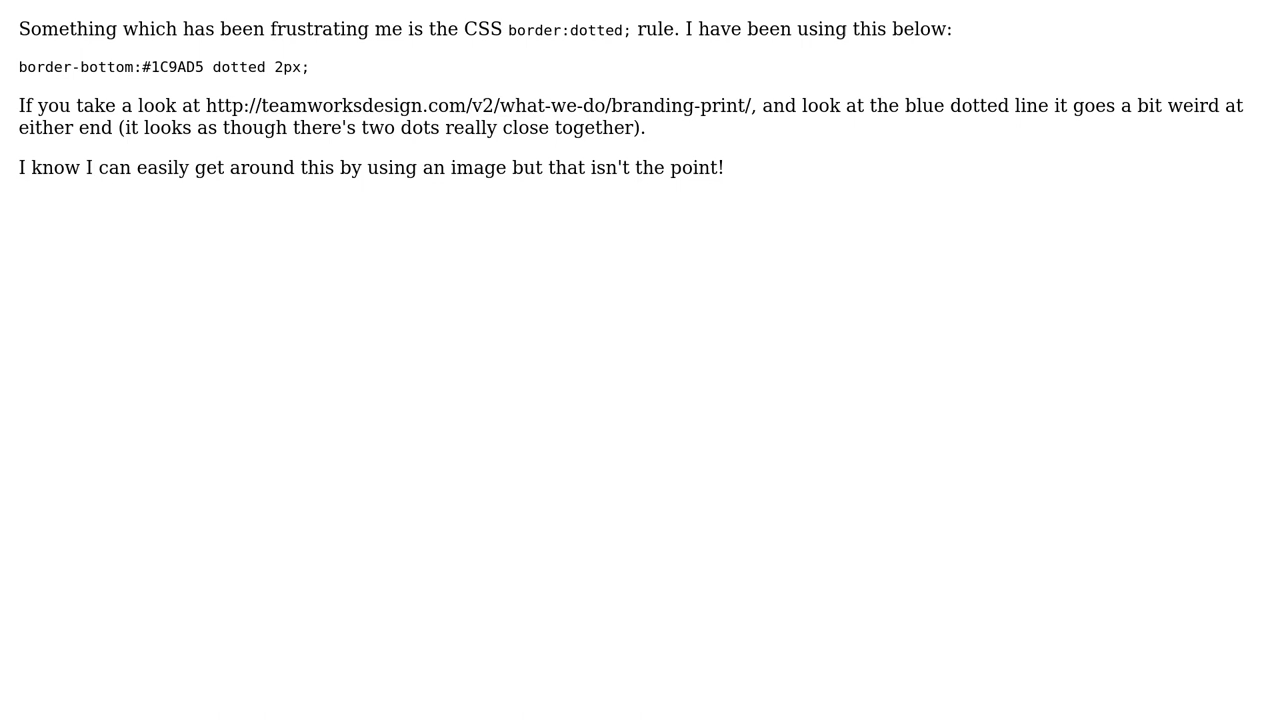 Something which has been frustrating me is the CSS border:dotted; rule. I have been using this below:
border-bottom:#1C9AD5 dotted 2px;
If you take a look at http://teamworksdesign.com/v2/what-we-do/branding-print/, and look at the blue dotted line it goes a bit weird at
either end (it looks as though there's two dots really close together).
I know I can easily get around this by using an image but that isn't the point!